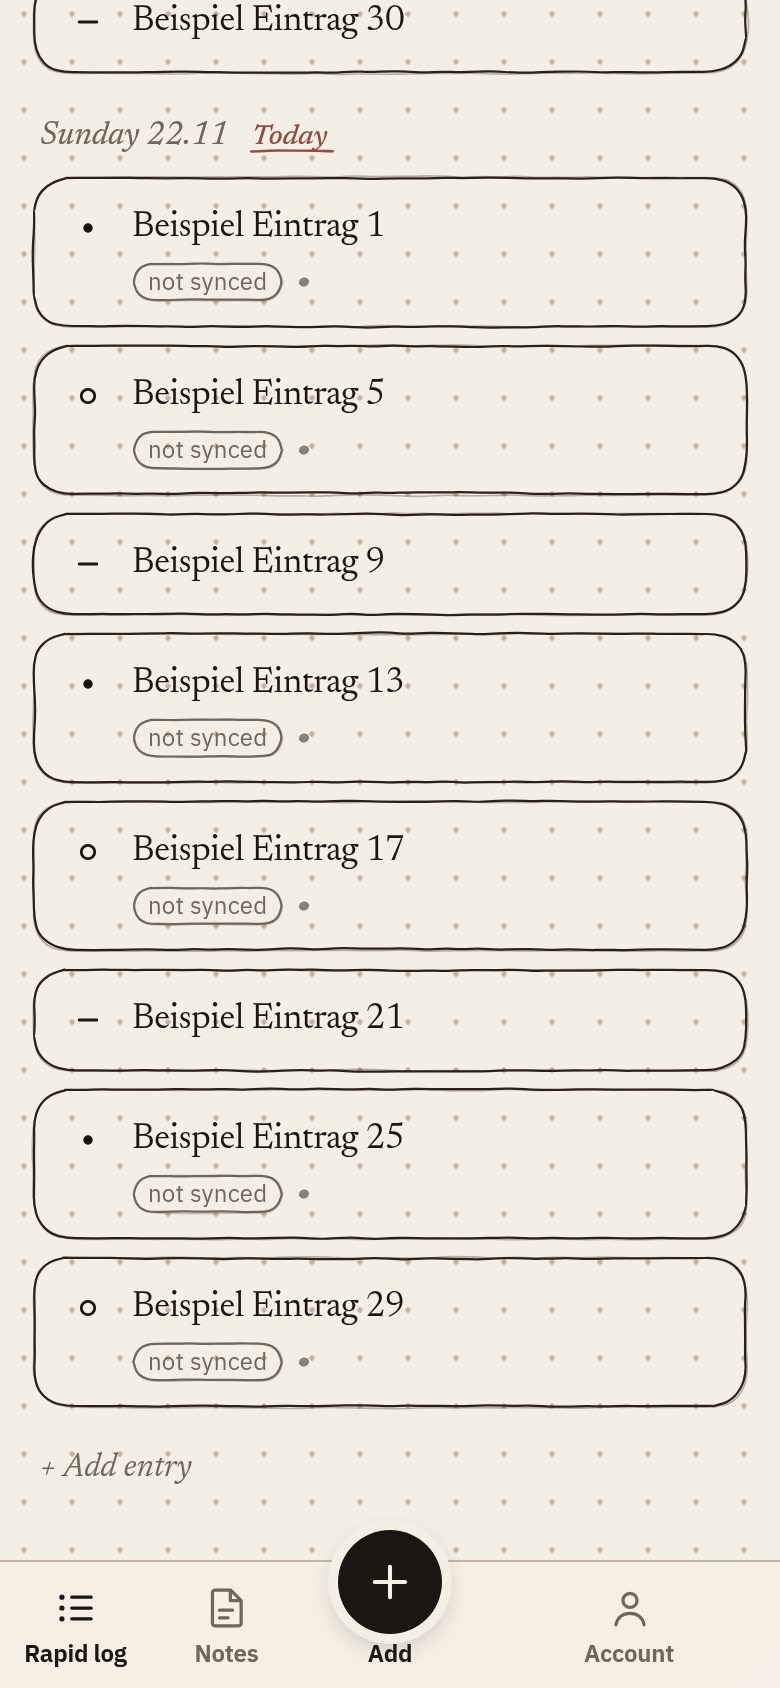 – Beispiel Eintrag 30
Sunday 22.11 Today
• Beispiel Eintrag 1
not synced •
○ Beispiel Eintrag 5
not synced •
– Beispiel Eintrag 9
• Beispiel Eintrag 13
not synced •
○ Beispiel Eintrag 17
not synced •
– Beispiel Eintrag 21
• Beispiel Eintrag 25
not synced •
○ Beispiel Eintrag 29
not synced •
+ Add entry
Rapid log Notes Add Account